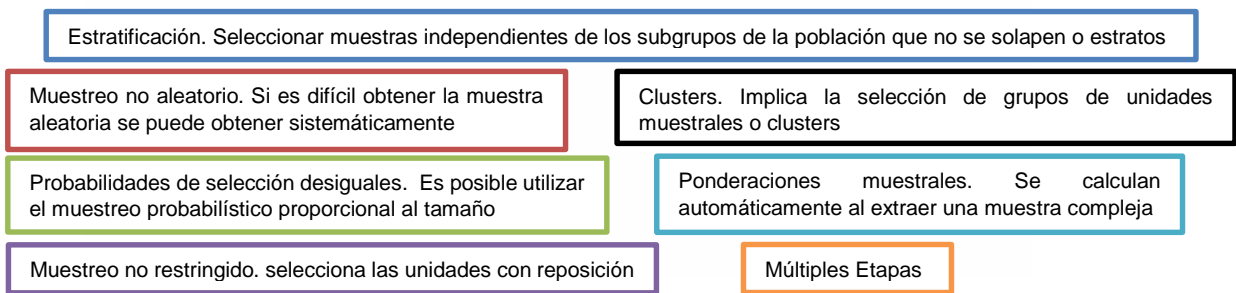 Estratificación. Seleccionar muestras independientes de los subgrupos de la población que no se solapen o estratos
Muestreo no aleatorio. Si es difícil obtener la muestra
aleatoria se puede obtener sistemáticamente
Clusters. Implica la selección de grupos de unidades
muestrales o clusters
Probabilidades de selección desiguales. Es posible utilizar
el muestreo probabilístico proporcional al tamaño
Ponderaciones muestrales. Se calculan
automáticamente al extraer una muestra compleja
Muestreo no restringido. selecciona las unidades con reposición
Múltiples Etapas